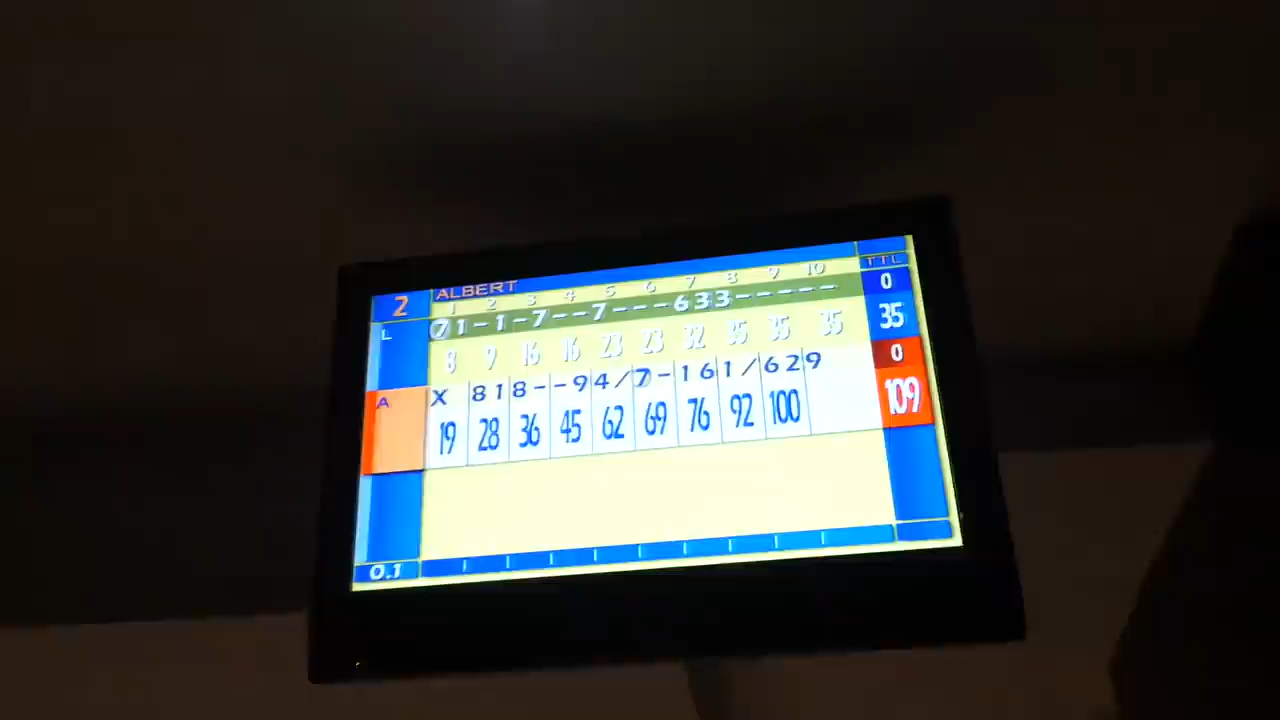 2 ALBERT
1 2 3 4 5 6 7 8 9 10 TTL
L 7 1 - 1 - 7 - - 7 - - - 6 3 3 - - - - - 0
8 9 16 16 23 23 32 35 35 35 35
A X 8 1 8 - - 9 4 / 7 - 1 6 1 / 6 2 9 0
19 28 36 45 62 69 76 92 100 109
0.1